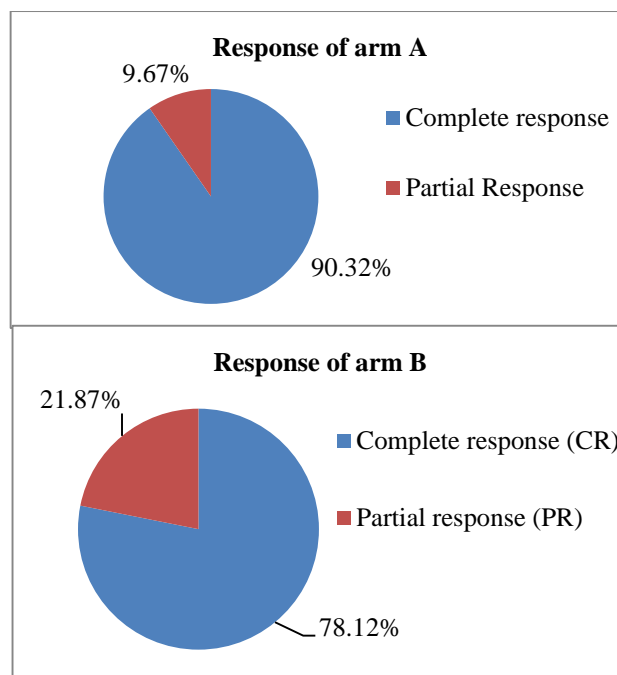 Response of arm A
9.67%
Complete response
Partial Response
90.32%
Response of arm B
21.87%
Complete response (CR)
Partial response (PR)
78.12%